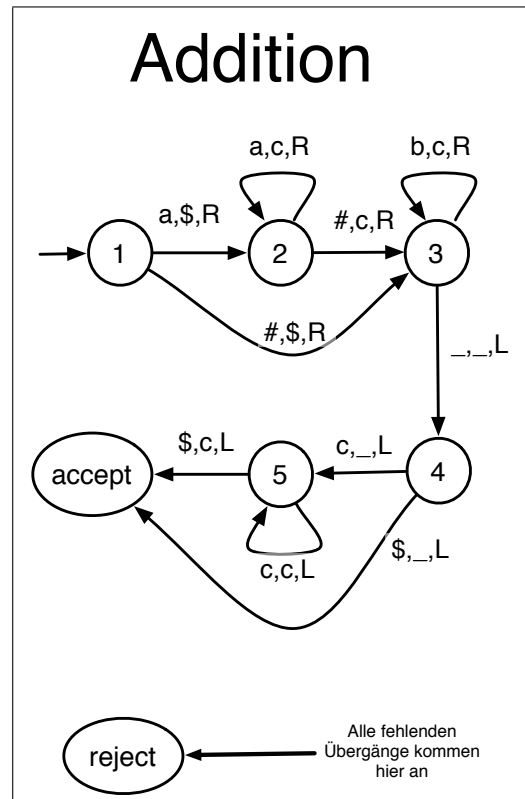 Addition
a,c,R
b,c,R
a,$,R
#,c,R
1
2
3
#,$,R
_,_,L
$,c,L
c,_,L
accept
5
4
c,c,L
$,_,L
reject
Alle fehlenden
Übergänge kommen
hier an